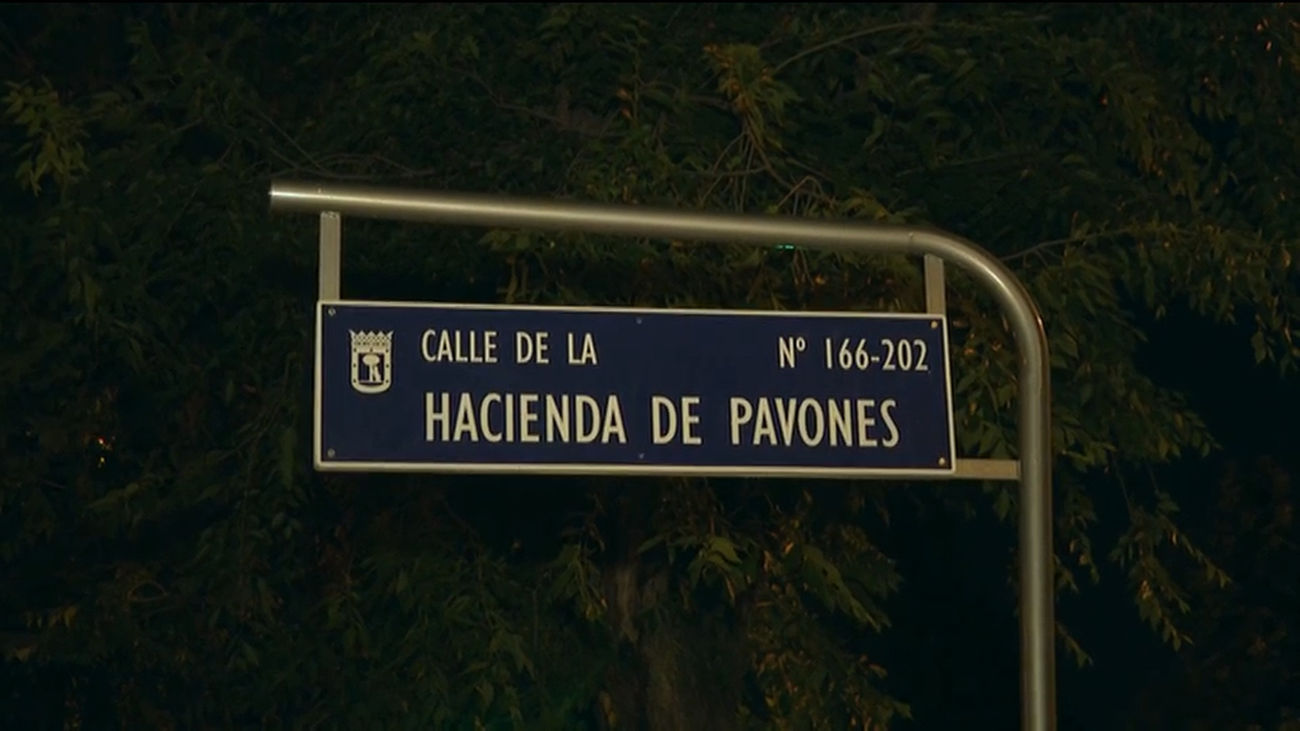 CALLE DE LA Nº 166-202
HACIENDA DE PAVONES